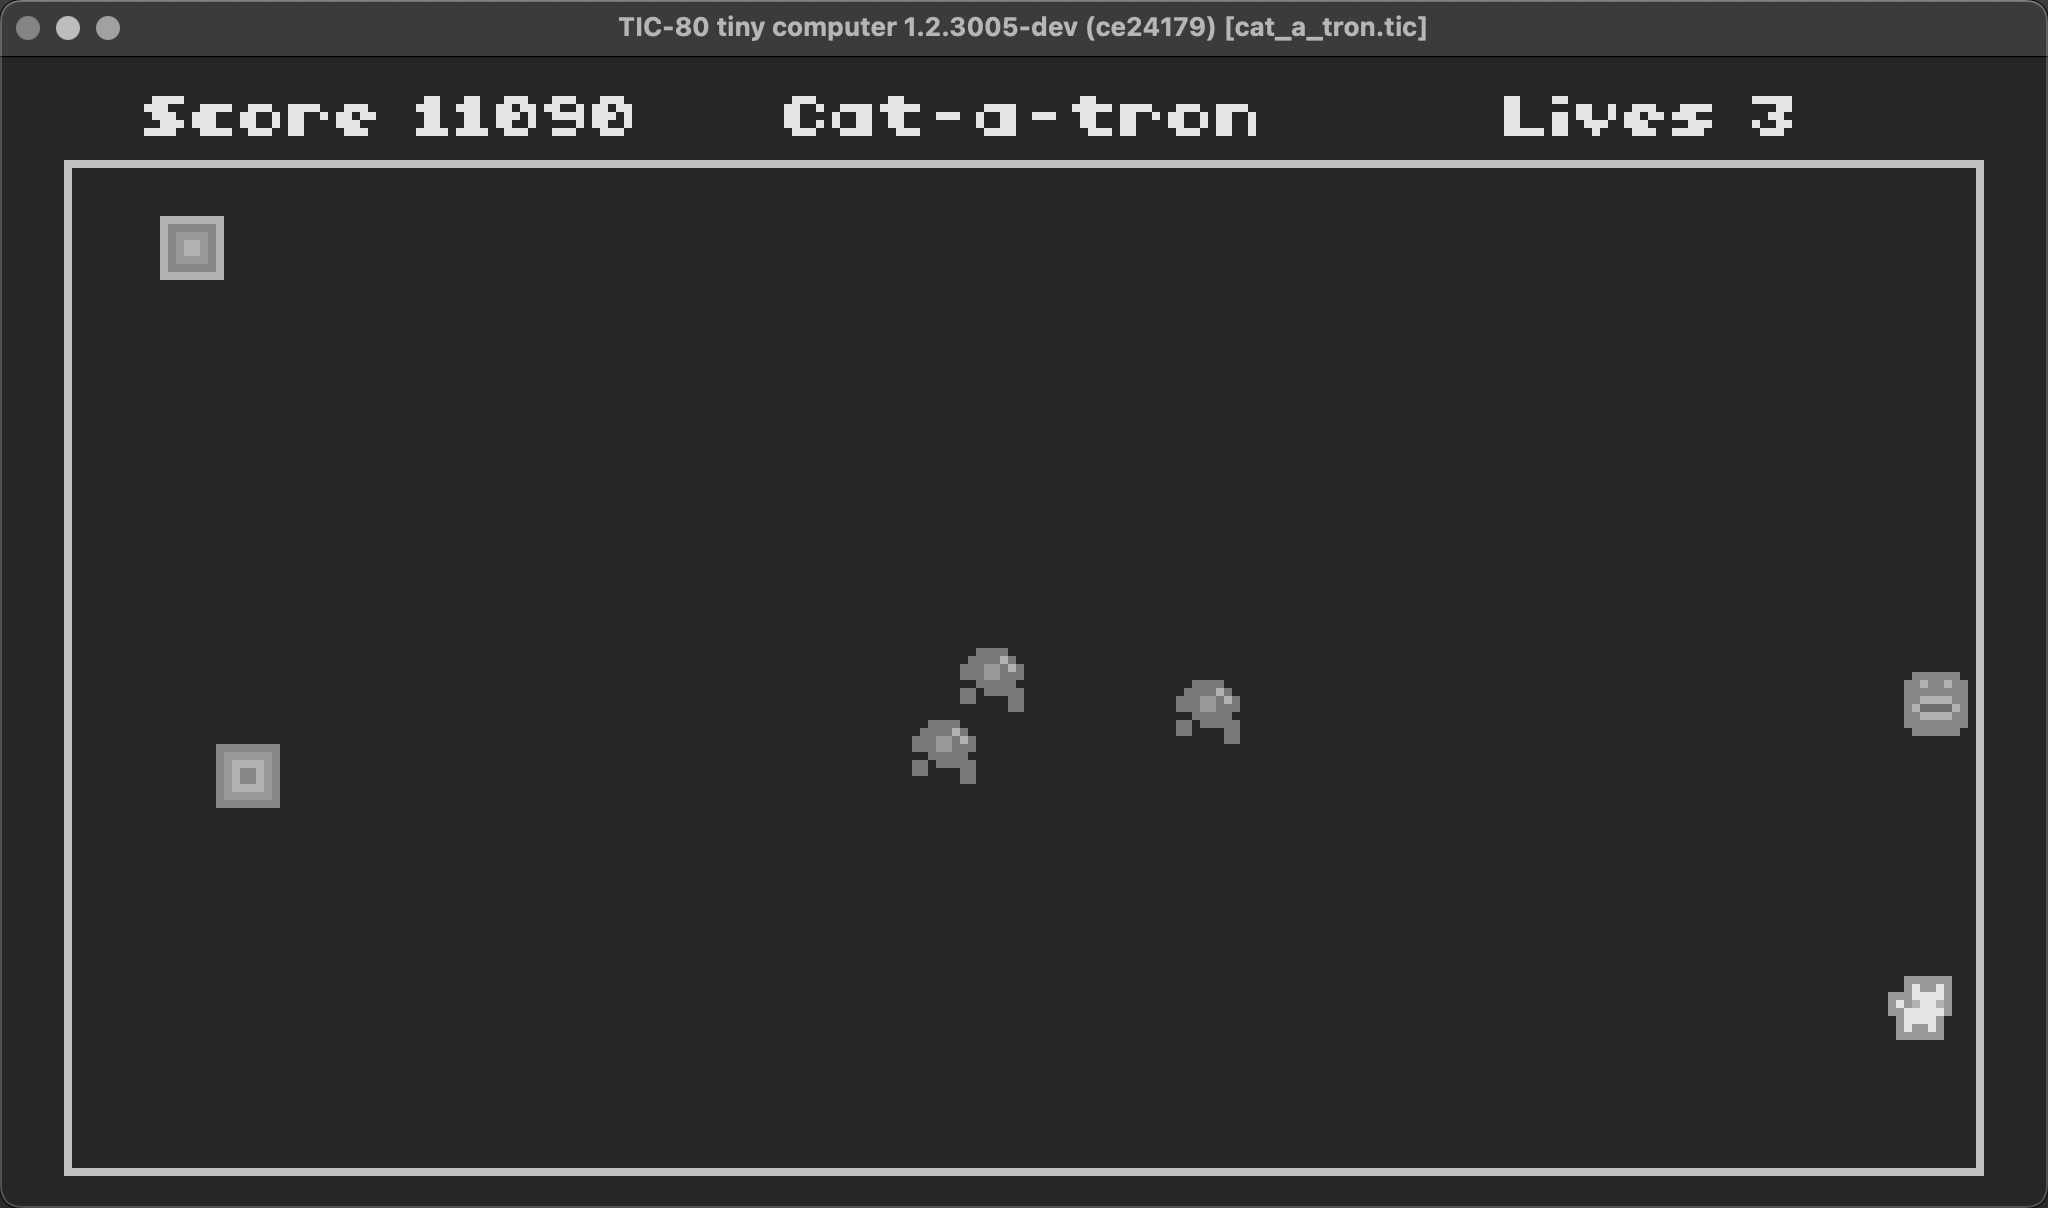 TIC-80 tiny computer 1.2.3005-dev (ce24179) [cat_a_tron.tic]
Score 11090 Cat-a-tron Lives 3